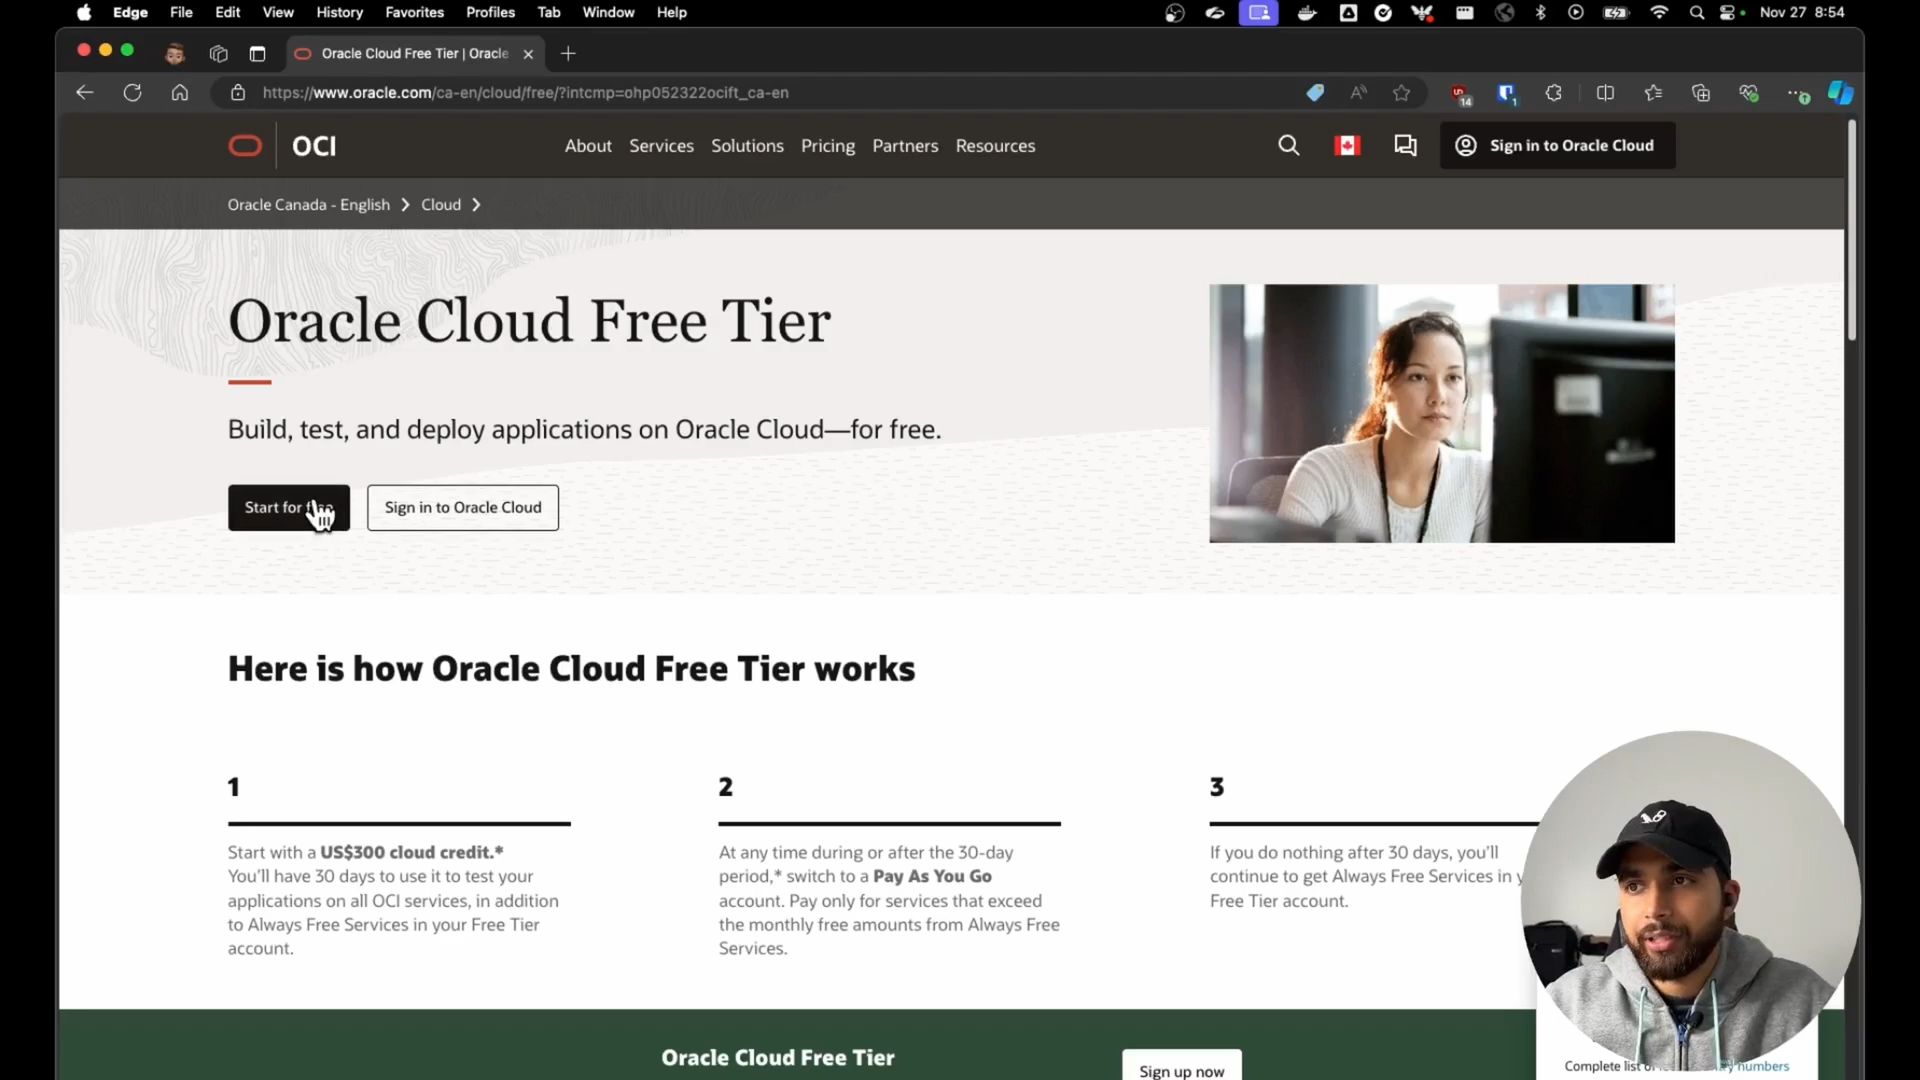 Edge File Edit View History Favorites Profiles Tab Window Help Nov 27 8:54
Oracle Cloud Free Tier | Oracle
https://www.oracle.com/ca-en/cloud/free/?intcmp=ohp052322ocift_ca-en
14
1
OCI About Services Solutions Pricing Partners Resources Sign in to Oracle Cloud
Oracle Canada - English Cloud
Oracle Cloud Free Tier
Build, test, and deploy applications on Oracle Cloud—for free.
Start for Sign in to Oracle Cloud
Here is how Oracle Cloud Free Tier works
1
Start with a US$300 cloud credit.*
You'll have 30 days to use it to test your
applications on all OCI services, in addition
to Always Free Services in your Free Tier
account.
2
At any time during or after the 30-day
period,* switch to a Pay As You Go
account. Pay only for services that exceed
the monthly free amounts from Always Free
Services.
3
If you do nothing after 30 days, you'll
continue to get Always Free Services in
Free Tier account.
Oracle Cloud Free Tier
Sign up now
Complete list numbers